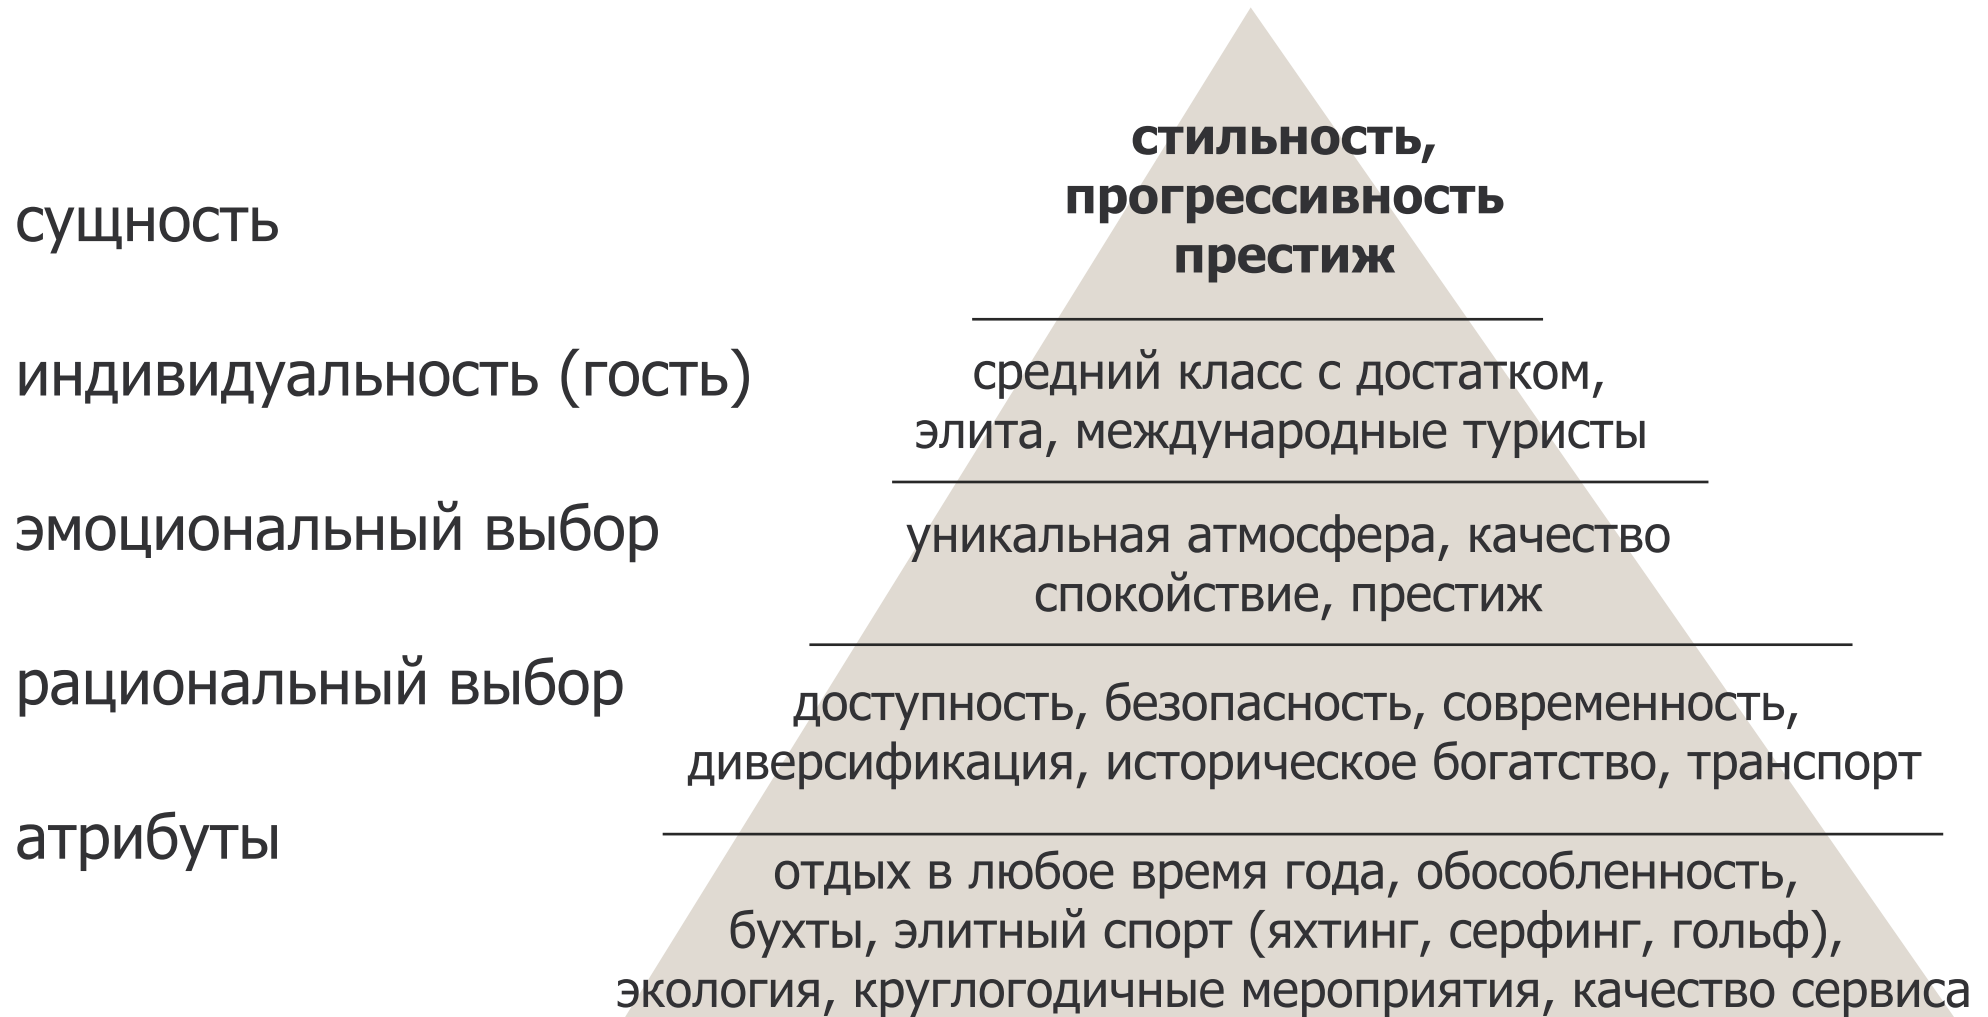 стильность,
прогрессивность
престиж
сущность
индивидуальность (гость)
средний класс с достатком,
элита, международные туристы
эмоциональный выбор
уникальная атмосфера, качество
спокойствие, престиж
рациональный выбор
доступность, безопасность, современность,
диверсификация, историческое богатство, транспорт
атрибуты
отдых в любое время года, обособленность,
бухты, элитный спорт (яхтинг, серфинг, гольф),
экология, круглогодичные мероприятия, качество сервиса